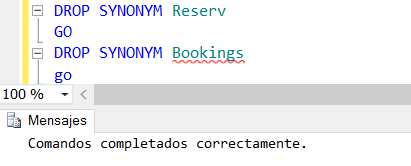 DROP SYNONYM Reserv
GO
DROP SYNONYM Bookings
go
100 %
Mensajes
Comandos completados correctamente.